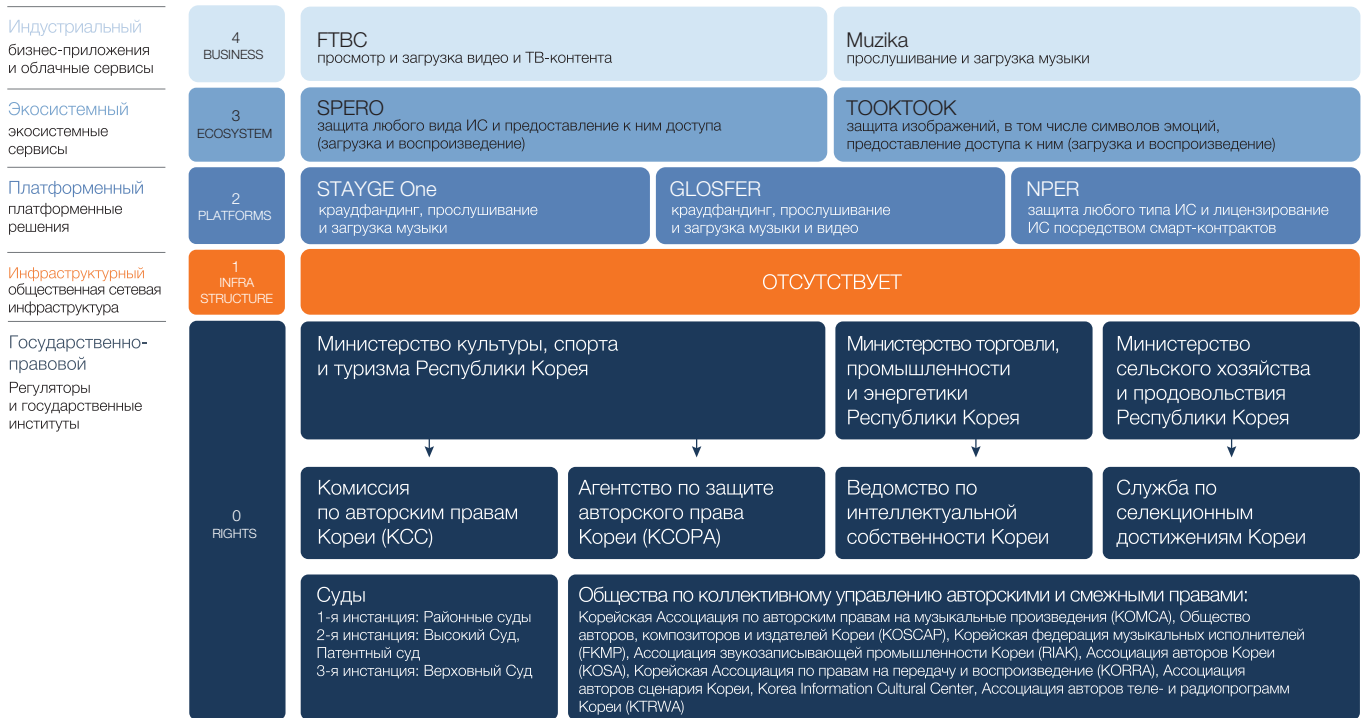 Индустриальный
бизнес-приложения
и облачные сервисы
4
BUSINESS
FTBC
просмотр и загрузка видео и ТВ-контента
Muzika
прослушивание и загрузка музыки
Экосистемный
экосистемные
сервисы
3
ECOSYSTEM
SPERO
защита любого вида ИС и предоставление к ним доступа
(загрузка и воспроизведение)
TOOKTOOK
защита изображений, в том числе символов эмоций,
предоставление доступа к ним (загрузка и воспроизведение)
Платформенный
платформенные
решения
2
PLATFORMS
STAYGE One
краудфандинг, прослушивание
и загрузка музыки
GLOSFER
краудфандинг, прослушивание
и загрузка музыки и видео
NPER
защита любого типа ИС и лицензирование
ИС посредством смарт-контрактов
Инфраструктурный
общественная сетевая
инфраструктура
1
INFRA
STRUCTURE
ОТСУТСТВУЕТ
Государственно-
правовой
Регуляторы
и государственные
институты
0
RIGHTS
Министерство культуры, спорта
и туризма Республики Корея
Министерство торговли,
промышленности
и энергетики
Республики Корея
Министерство
сельского хозяйства
и продовольствия
Республики Корея
Комиссия
по авторским правам
Кореи (KCC)
Агентство по защите
авторского права
Кореи (KCOPA)
Ведомство по
интеллектуальной
собственности Кореи
Служба по
селекционным
достижениям Кореи
Суды
1-я инстанция: Районные суды
2-я инстанция: Высокий Суд,
Патентный суд
3-я инстанция: Верховный Суд
Общества по коллективному управлению авторскими и смежными правами:
Корейская Ассоциация по авторским правам на музыкальные произведения (KOMCA), Общество
авторов, композиторов и издателей Кореи (KOSCAP), Корейская федерация музыкальных исполнителей
(FKMP), Ассоциация звукозаписывающей промышленности Кореи (RIAK), Ассоциация авторов Кореи
(KOSA), Корейская Ассоциация по правам на передачу и воспроизведение (KORRA), Ассоциация
авторов сценария Кореи, Korea Information Cultural Center, Ассоциация авторов теле- и радиопрограмм
Кореи (KTRWA)